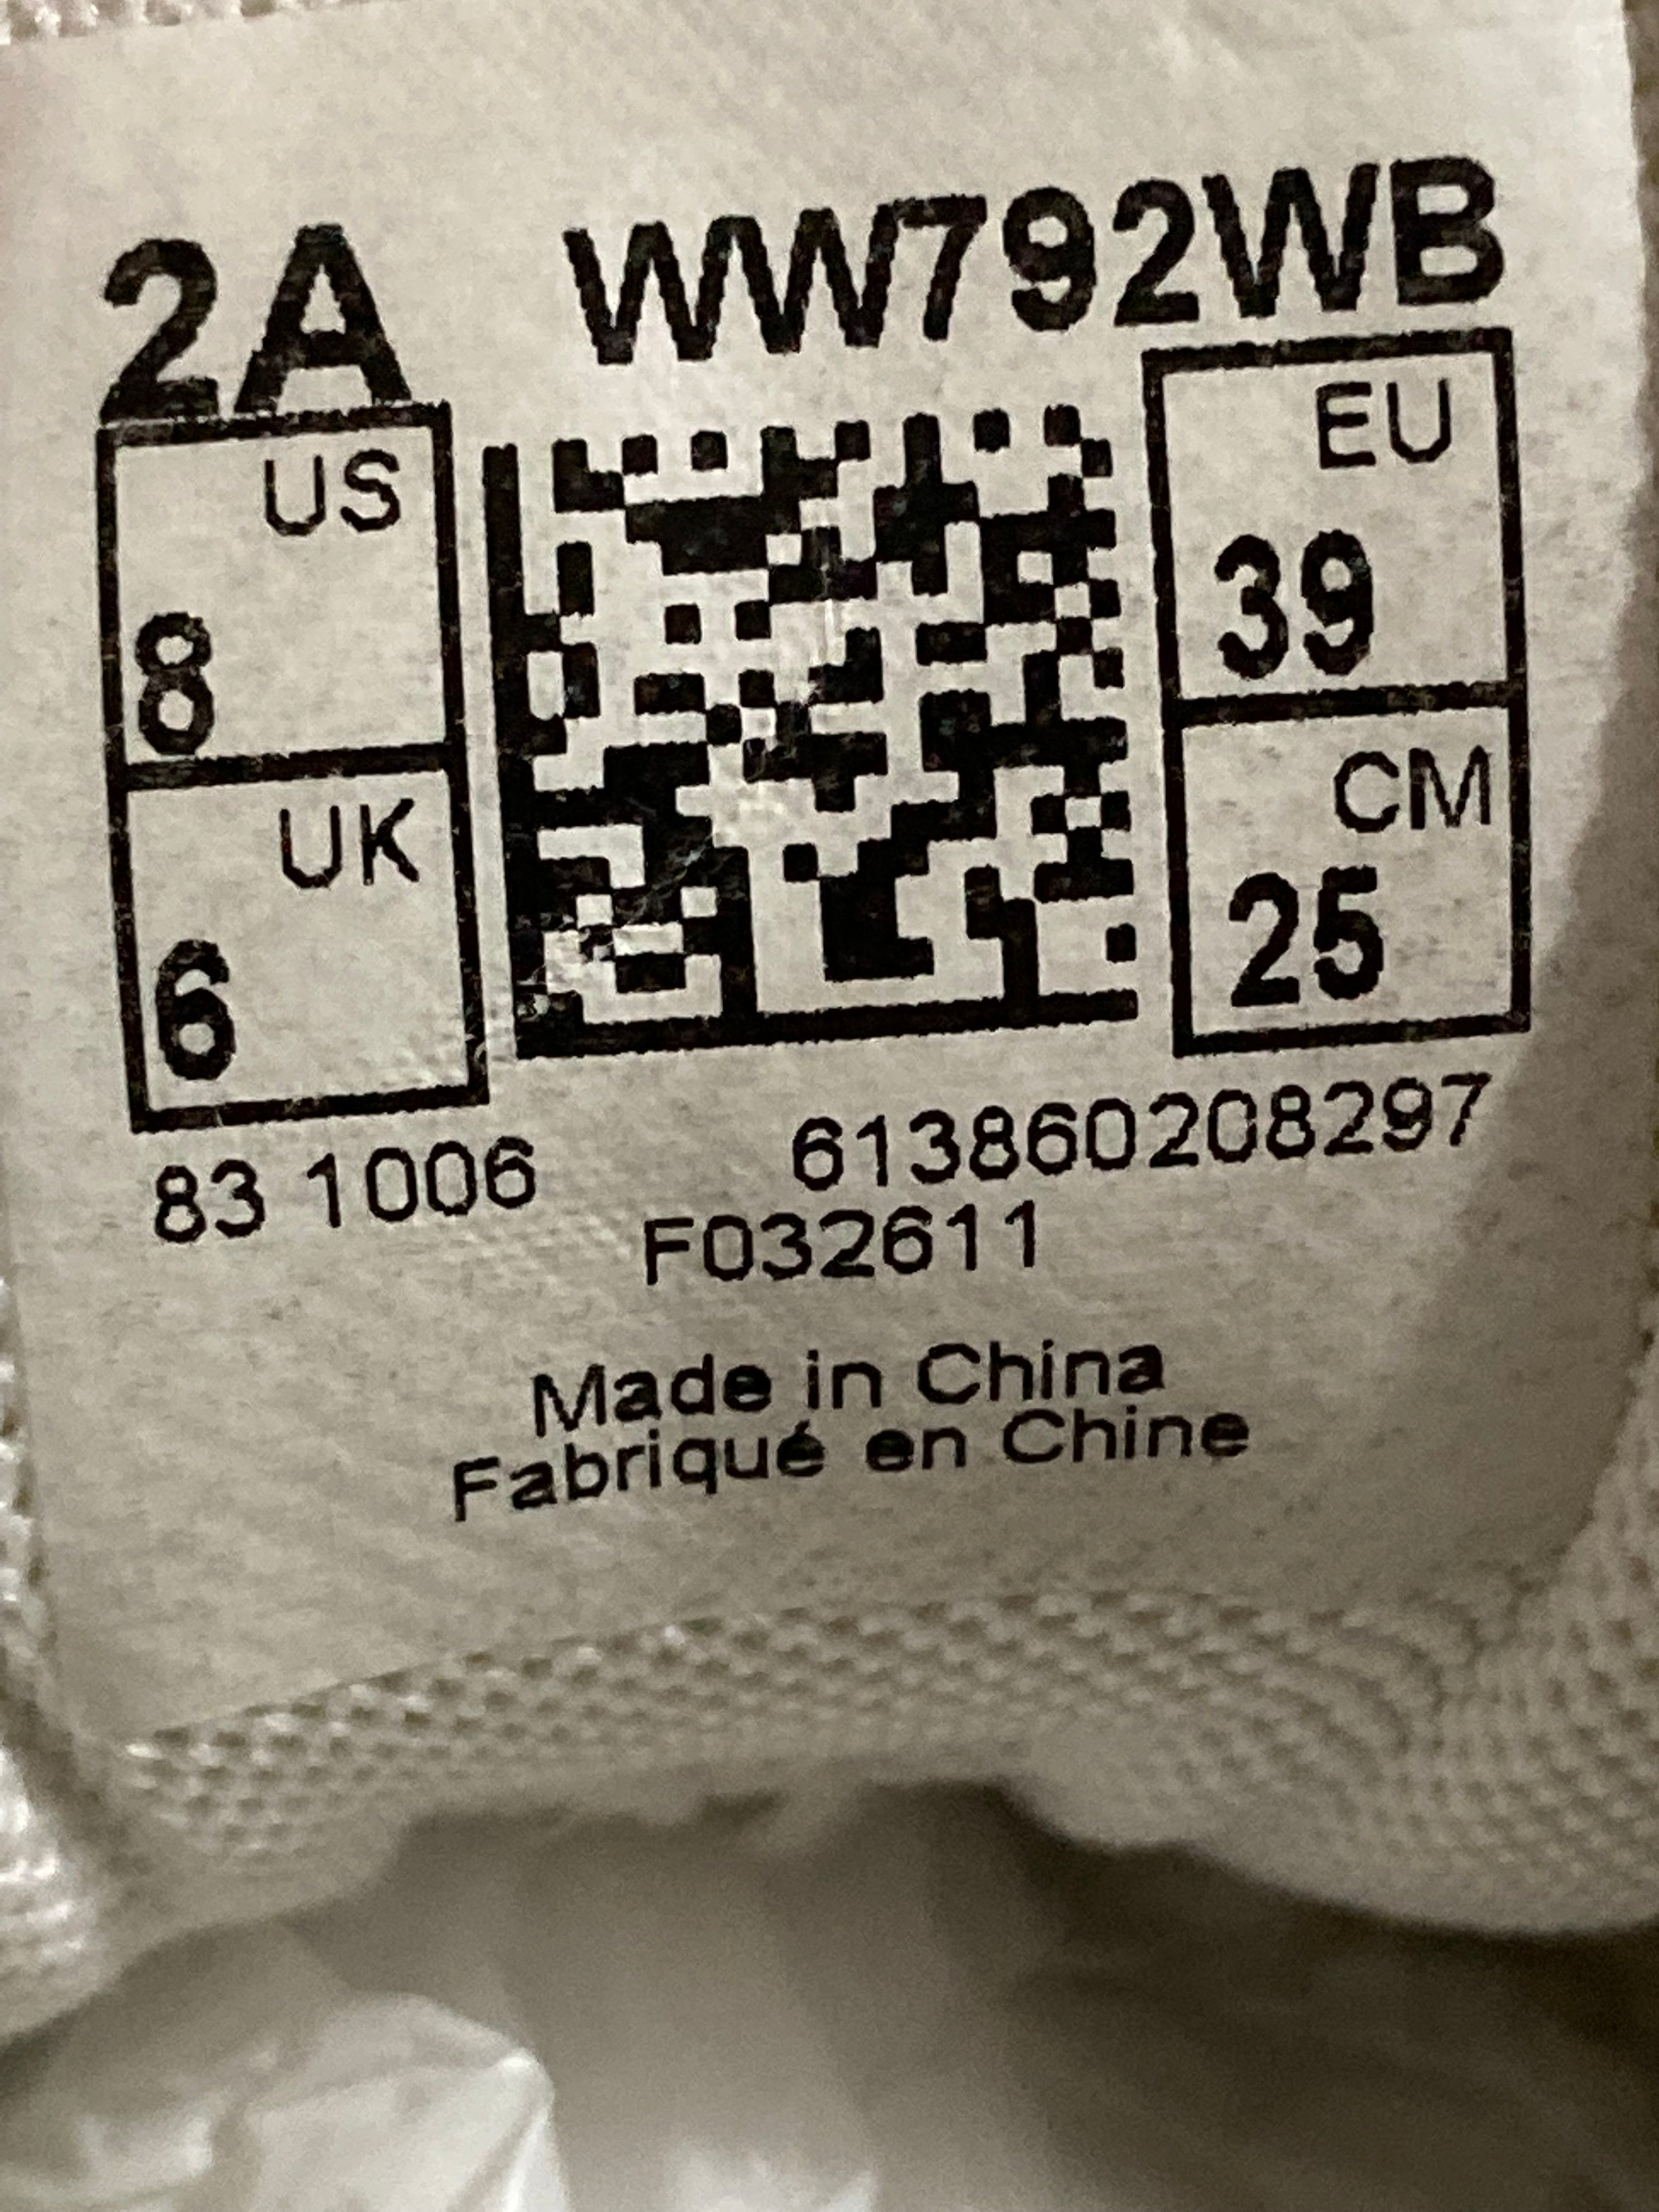 2A WW792WB
US EU
8 39
UK CM
6 25
83 1006 613860208297
F032611
Made in China
Fabriqué en Chine